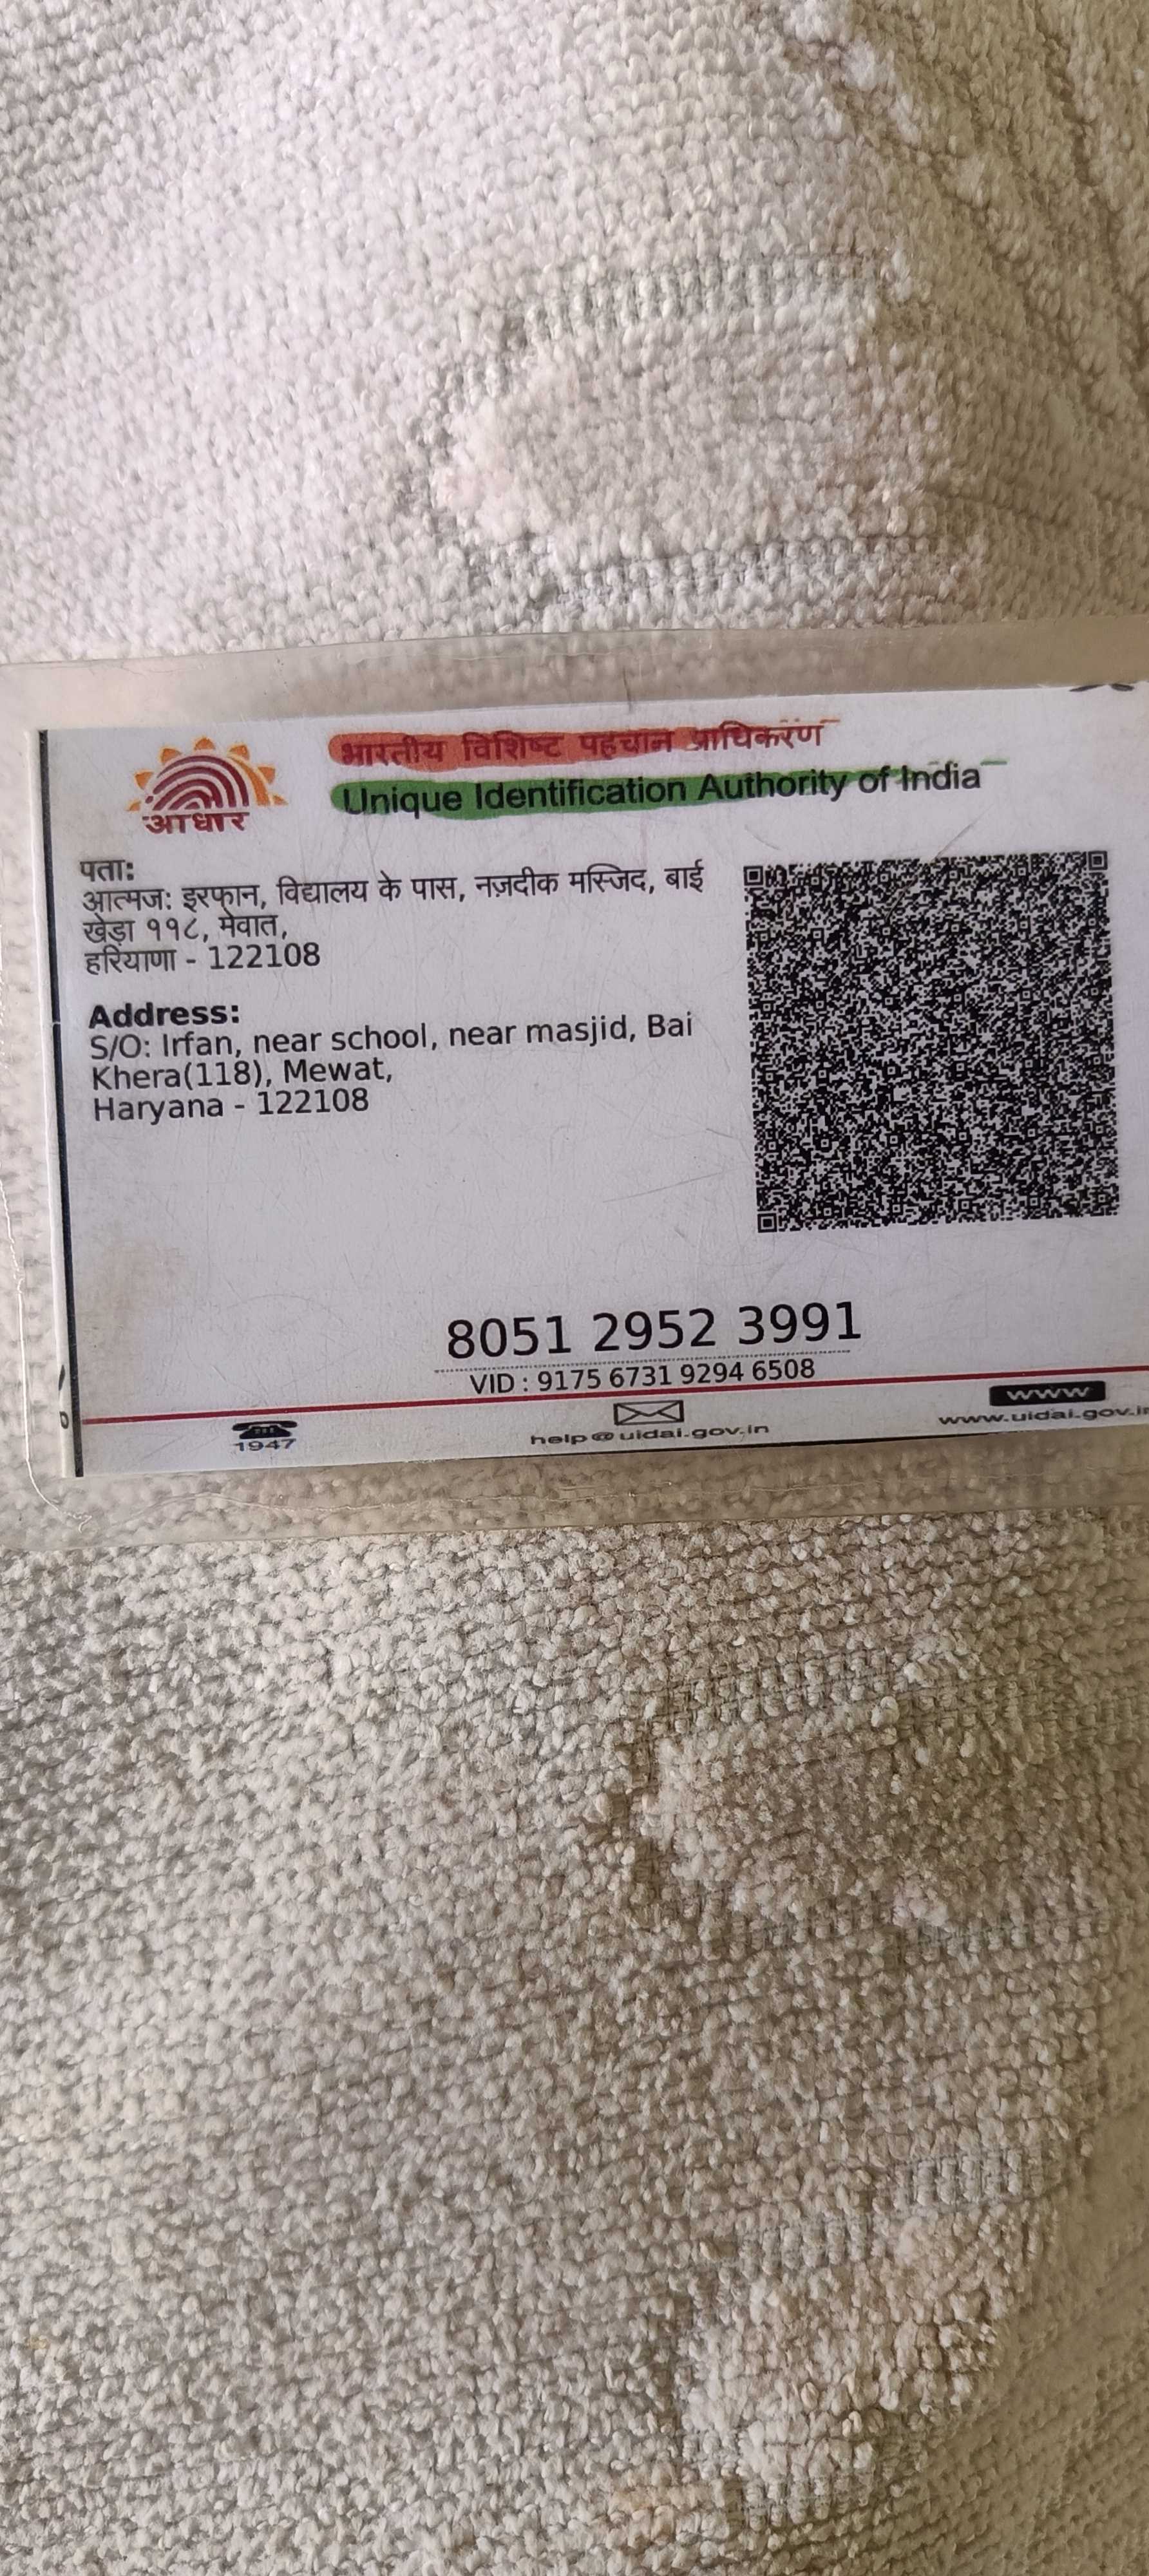 आधार
भारतीय विशिष्ट पहचान प्राधिकरण
Unique Identification Authority of India
पता:
आत्मज: इरफान, विद्यालय के पास, नज़दीक मस्जिद, बाई
खेड़ा ११८, मेवात,
हरियाणा - 122108
Address:
S/O: Irfan, near school, near masjid, Bai
Khera(118), Mewat,
Haryana - 122108
8051 2952 3991
VID : 9175 6731 9294 6508
1947
help@uidai.gov.in
www
www.uidai.gov.in